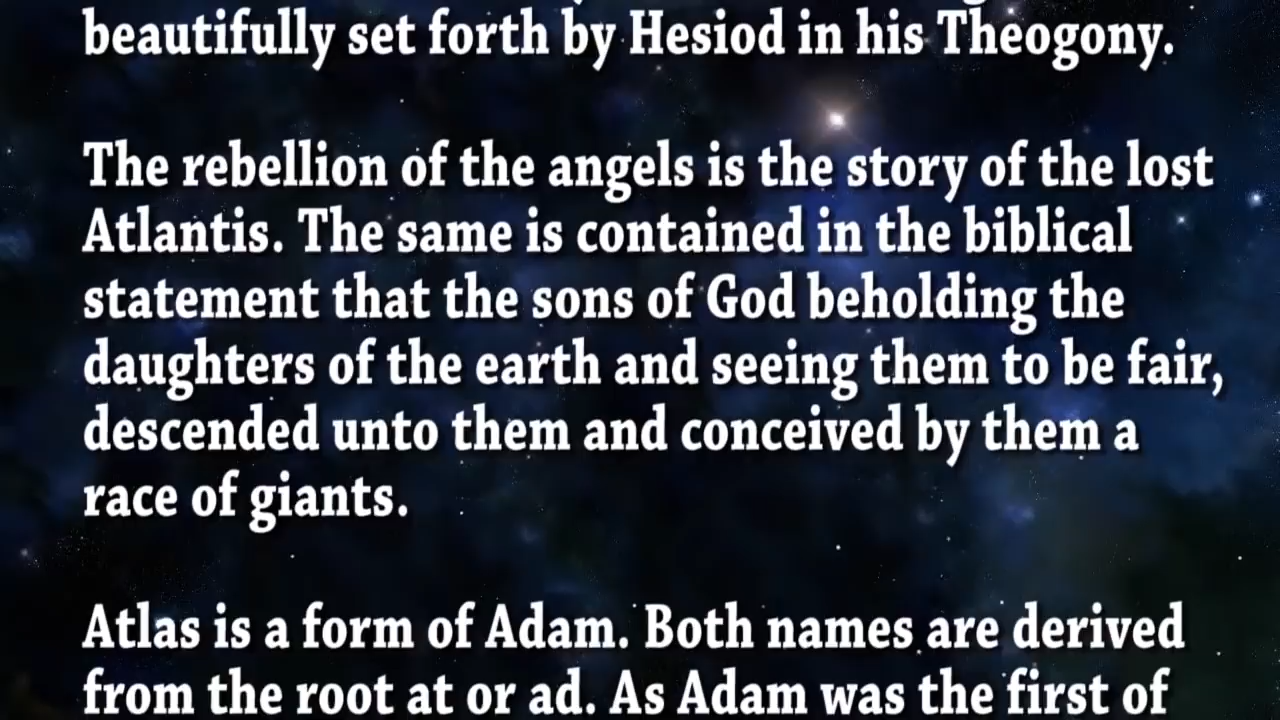 beautifully set forth by Hesiod in his Theogony.
The rebellion of the angels is the story of the lost
Atlantis. The same is contained in the biblical
statement that the sons of God beholding the
daughters of the earth and seeing them to be fair,
descended unto them and conceived by them a
race of giants.
Atlas is a form of Adam. Both names are derived
from the root at or ad. As Adam was the first of